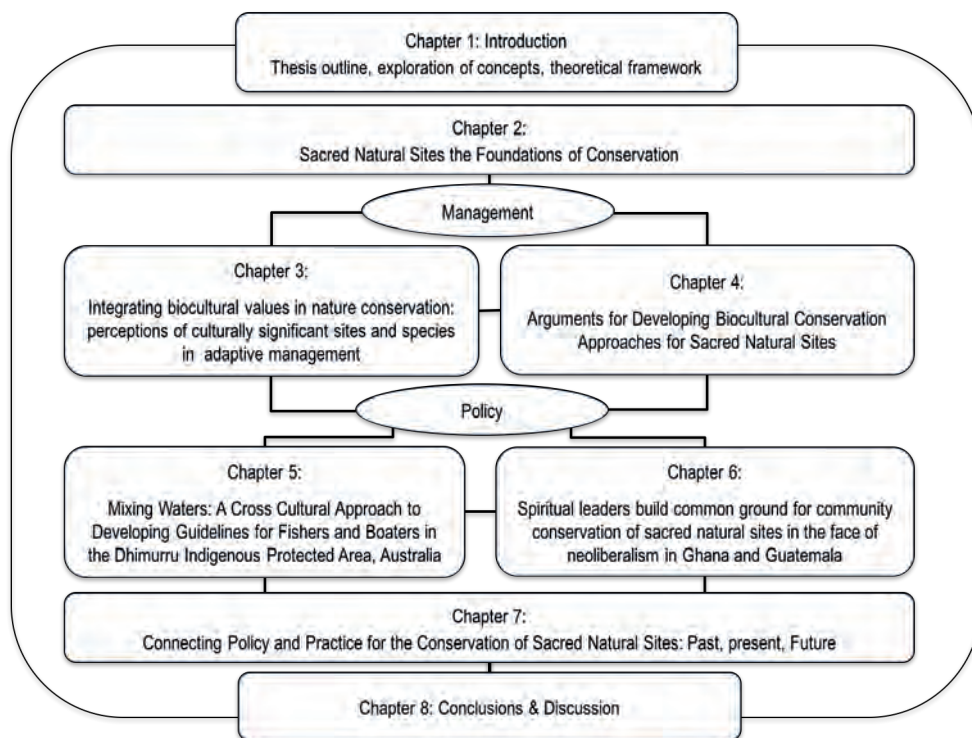 Chapter 1: Introduction
Thesis outline, exploration of concepts, theoretical framework
Chapter 2:
Sacred Natural Sites the Foundations of Conservation
Management
Chapter 3:
Integrating biocultural values in nature conservation:
perceptions of culturally significant sites and species
in adaptive management
Chapter 4:
Arguments for Developing Biocultural Conservation
Approaches for Sacred Natural Sites
Policy
Chapter 5:
Mixing Waters: A Cross Cultural Approach to
Developing Guidelines for Fishers and Boaters in
the Dhimurru Indigenous Protected Area, Australia
Chapter 6:
Spiritual leaders build common ground for community
conservation of sacred natural sites in the face of
neoliberalism in Ghana and Guatemala
Chapter 7:
Connecting Policy and Practice for the Conservation of Sacred Natural Sites: Past, present, Future
Chapter 8: Conclusions & Discussion